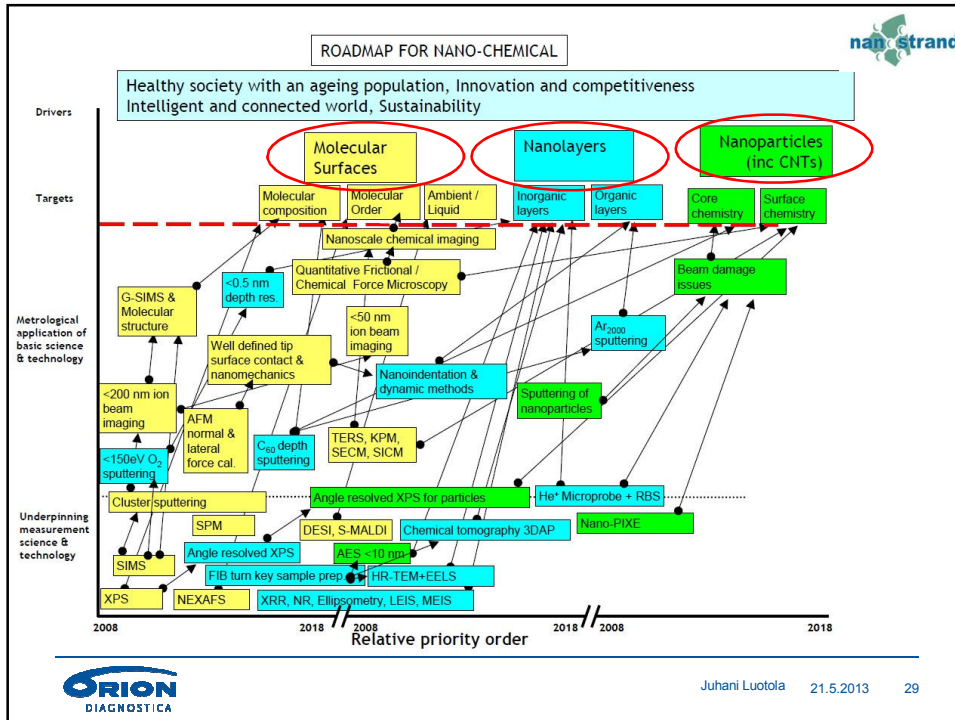 ROADMAP FOR NANO-CHEMICAL
nanostrand
Healthy society with an ageing population, Innovation and competitiveness
Intelligent and connected world, Sustainability
Drivers
Molecular
Surfaces
Nanolayers
Nanoparticles
(inc CNTs)
Targets
Molecular
composition
Molecular
Order
Ambient /
Liquid
Inorganic
layers
Organic
layers
Core
chemistry
Surface
chemistry
Nanoscale chemical imaging
Quantitative Frictional /
Chemical Force Microscopy
<0.5 nm
depth res.
Beam damage
issues
G-SIMS &
Molecular
structure
<50 nm
ion beam
imaging
Metrological
application of
basic science
& technology
Well defined tip
surface contact &
nanomechanics
Ar2000
sputtering
Nanoindentation
& dynamic methods
<200 nm ion
beam
imaging
AFM
normal &
lateral
force cal.
Sputtering of
nanoparticles
<150eV O2
sputtering
C60 depth
sputtering
TERS, KPM,
SECM, SICM
Cluster sputtering
Angle resolved XPS for particles
He+ Microprobe + RBS
Underpinning
measurement
science &
technology
SPM
DESI, S-MALDI
Chemical tomography 3DAP
Nano-PIXE
Angle resolved XPS
AES <10 nm
SIMS
FIB turn key sample prep.
HR-TEM+EELS
XPS
NEXAFS
XRR, NR, Ellipsometry, LEIS, MEIS
2008
2018
2008
2018
2008
2018
Relative priority order
ORION
DIAGNOSTICA
Juhani Luotola 21.5.2013 29